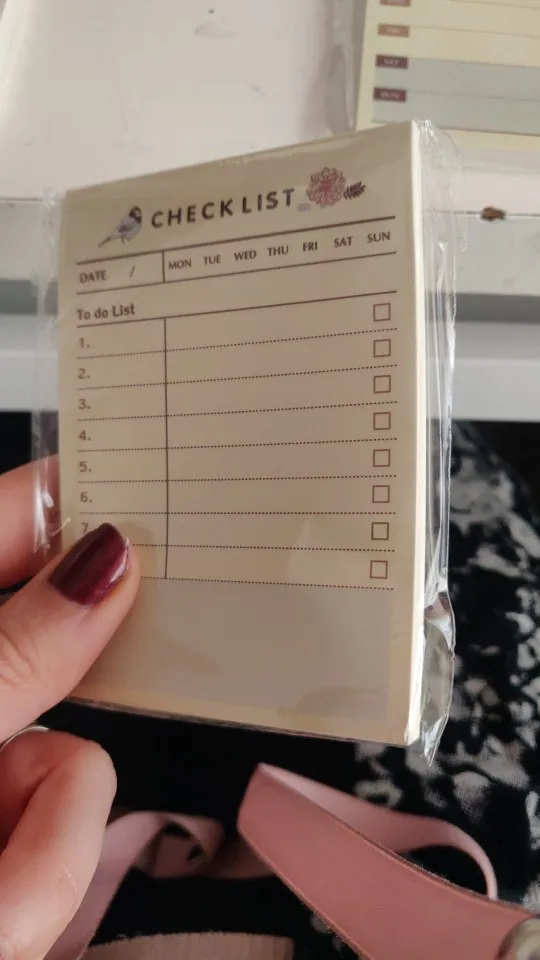 CHECK LIST
DATE / MON TUE WED THU FRI SAT SUN
To do List
1.
2.
3.
4.
5.
6.
7